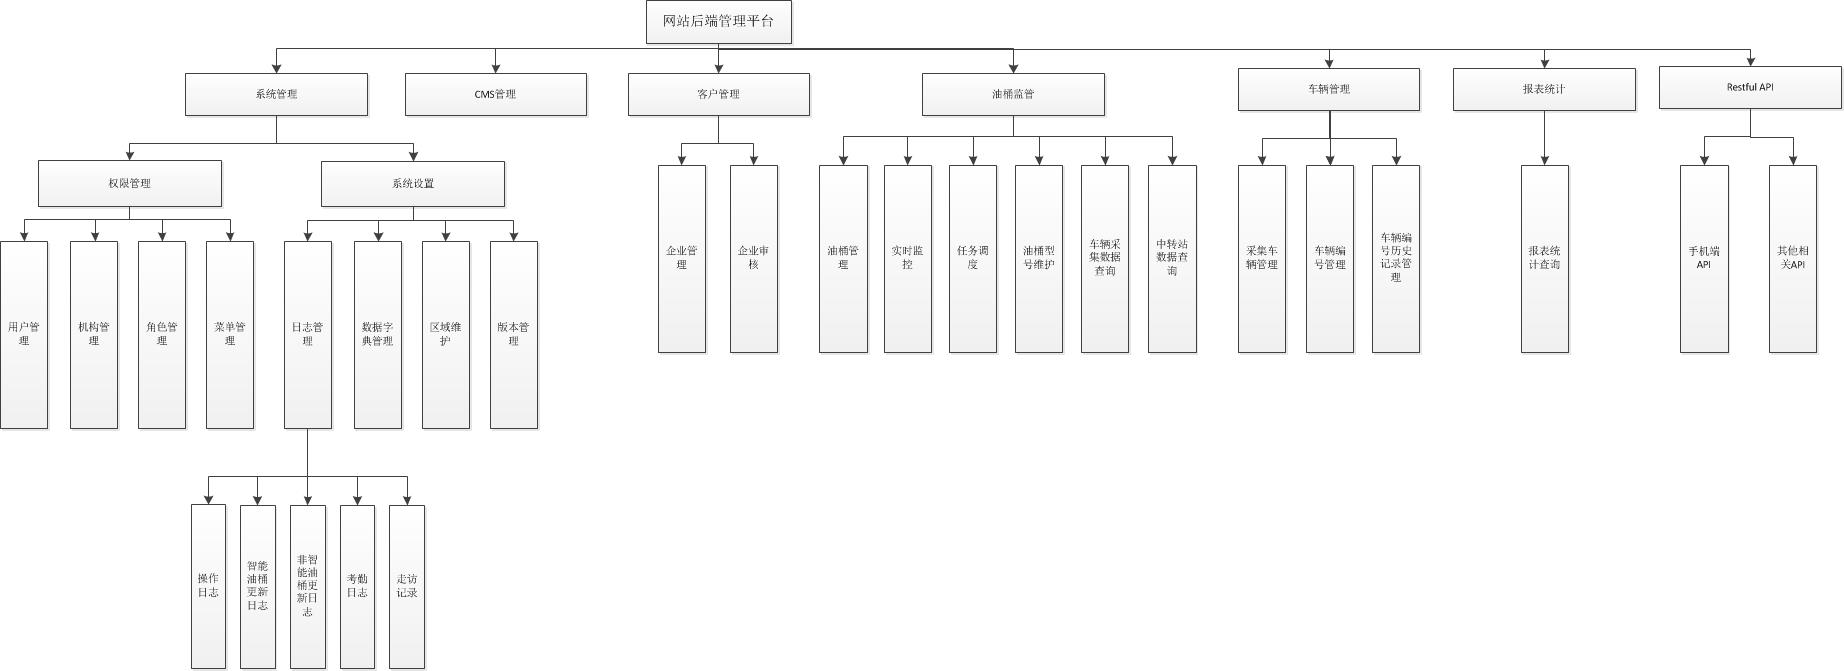 网站后端管理平台
系统管理
CMS管理
客户管理
油桶监管
车辆管理
报表统计
Restful API
权限管理
系统设置
用户管
理
机构管
理
角色管
理
菜单管
理
日志管
理
数据字
典管理
区域维
护
版本管
理
企业管
理
企业审
核
油桶管
理
实时监
控
任务调
度
油桶型
号维护
车辆采
集数据
查询
中转站
数据查
询
采集车
辆管理
车辆编
号管理
车辆编
号历史
记录管
理
报表统
计查询
手机端
API
其他相
关API
操作
日志
智能
油桶
更新
日志
非智
能油
桶更
新日
志
考勤
日志
走访
记录